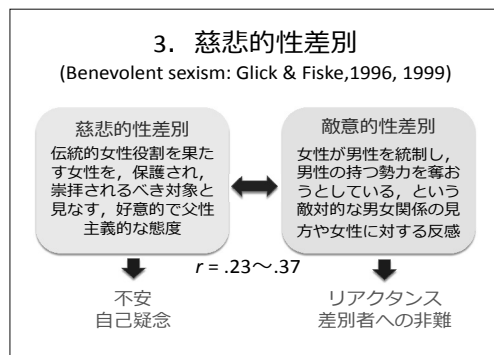 3. 慈悲的性差別
(Benevolent sexism: Glick & Fiske,1996, 1999)
慈悲的性差別
伝統的女性役割を果た
す女性を，保護され，
崇拝されるべき対象と
見なす，好意的で父性
主義的な態度
敵意的性差別
女性が男性を統制し，
男性の持つ勢力を奪お
うとしている，という
敵対的な男女関係の見
方や女性に対する反感
r = .23～.37
不安
自己疑念
リアクタンス
差別者への非難